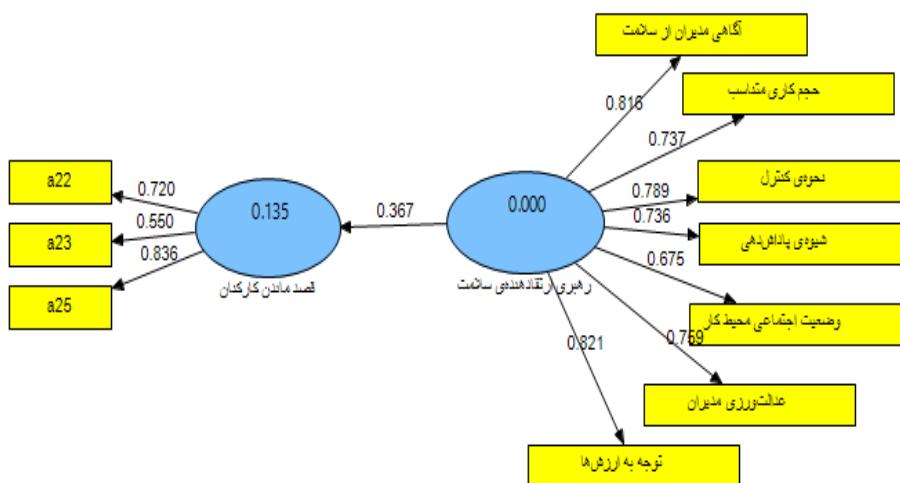 آگاهی مدیران از سلامت
0.816
حجم کاری متناسب
0.737
نحوه‌ی کنترل
0.789
شیوه‌ی پاداش‌دهی
0.736
وضعیت اجتماعی محیط کار
0.675
عدالت‌ورزی مدیران
0.759
توجه به ارزش‌ها
0.821
0.000
رهبری ارتقادهنده‌ی سلامت
0.367
0.135
قصد ماندن کارکنان
a22
0.720
a23
0.550
a25
0.836